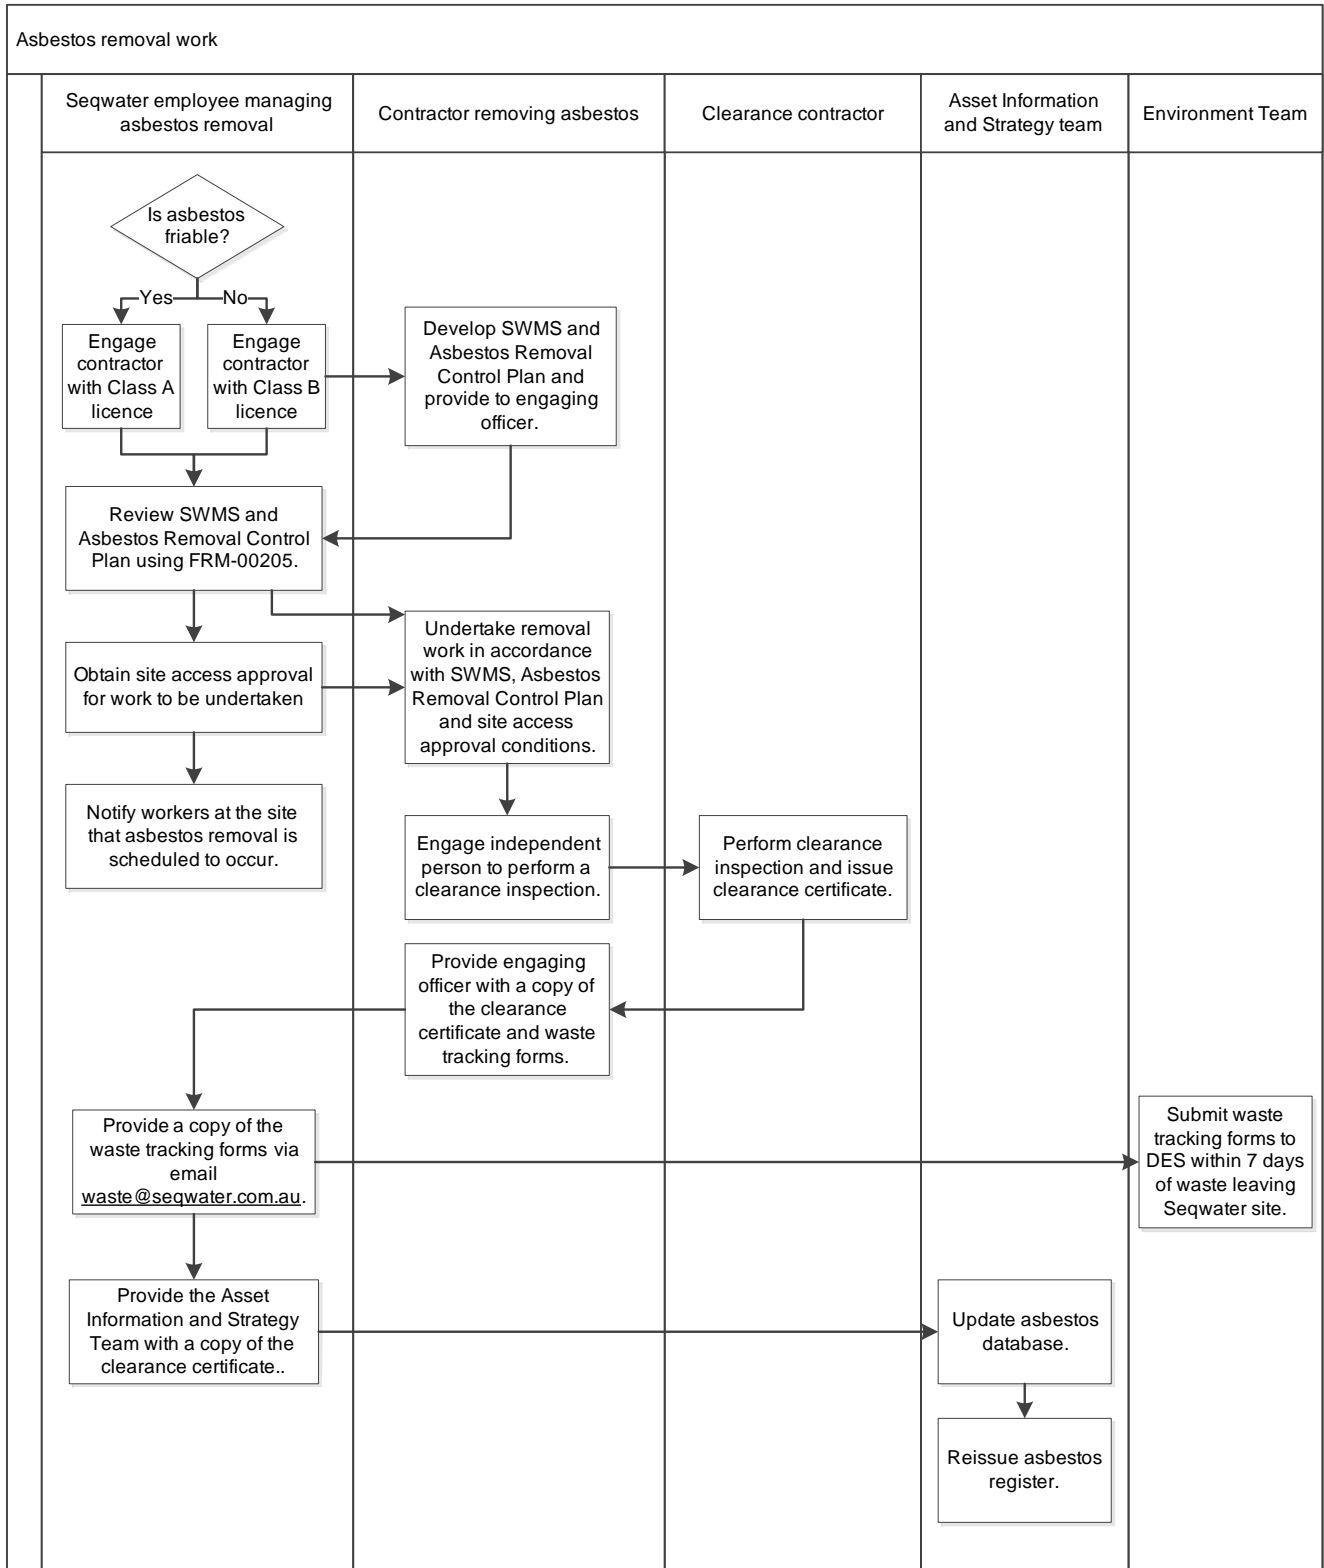 Asbestos removal work
Seqwater employee managing
asbestos removal
Contractor removing asbestos
Clearance contractor
Asset Information
and Strategy team
Environment Team
Is asbestos
friable?
Yes
No
Engage
contractor
with Class A
licence
Engage
contractor
with Class B
licence
Develop SWMS and
Asbestos Removal
Control Plan and
provide to engaging
officer.
Review SWMS and
Asbestos Removal Control
Plan using FRM-00205.
Undertake removal
work in accordance
with SWMS, Asbestos
Removal Control Plan
and site access
approval conditions.
Obtain site access approval
for work to be undertaken
Notify workers at the site
that asbestos removal is
scheduled to occur.
Engage independent
person to perform a
clearance inspection.
Perform clearance
inspection and issue
clearance certificate.
Provide engaging
officer with a copy of
the clearance
certificate and waste
tracking forms.
Provide a copy of the
waste tracking forms via
email
waste@seqwater.com.au.
Submit waste
tracking forms to
DES within 7 days
of waste leaving
Seqwater site.
Provide the Asset
Information and Strategy
Team with a copy of the
clearance certificate..
Update asbestos
database.
Reissue asbestos
register.